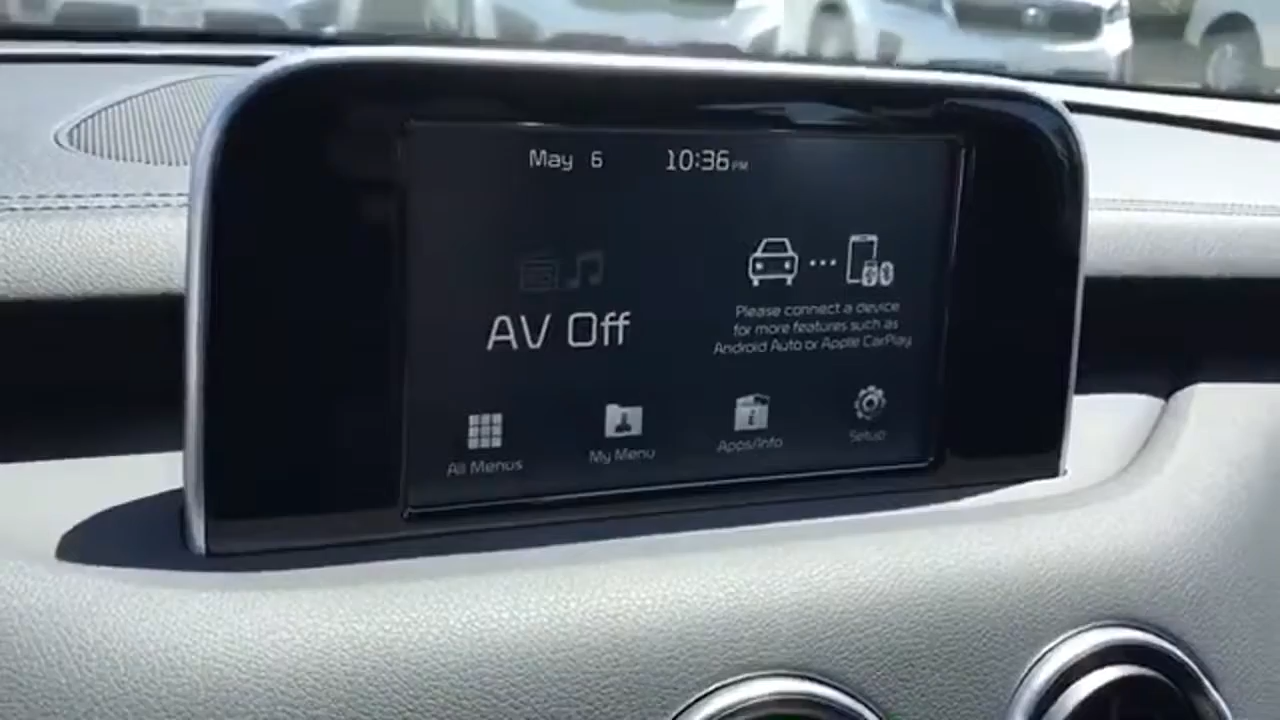 May 6 10:36 PM
AV Off
Please connect a device
for more features such as
Android Auto or Apple CarPlay
All Menus
My Menu
Apps/Info
Setup